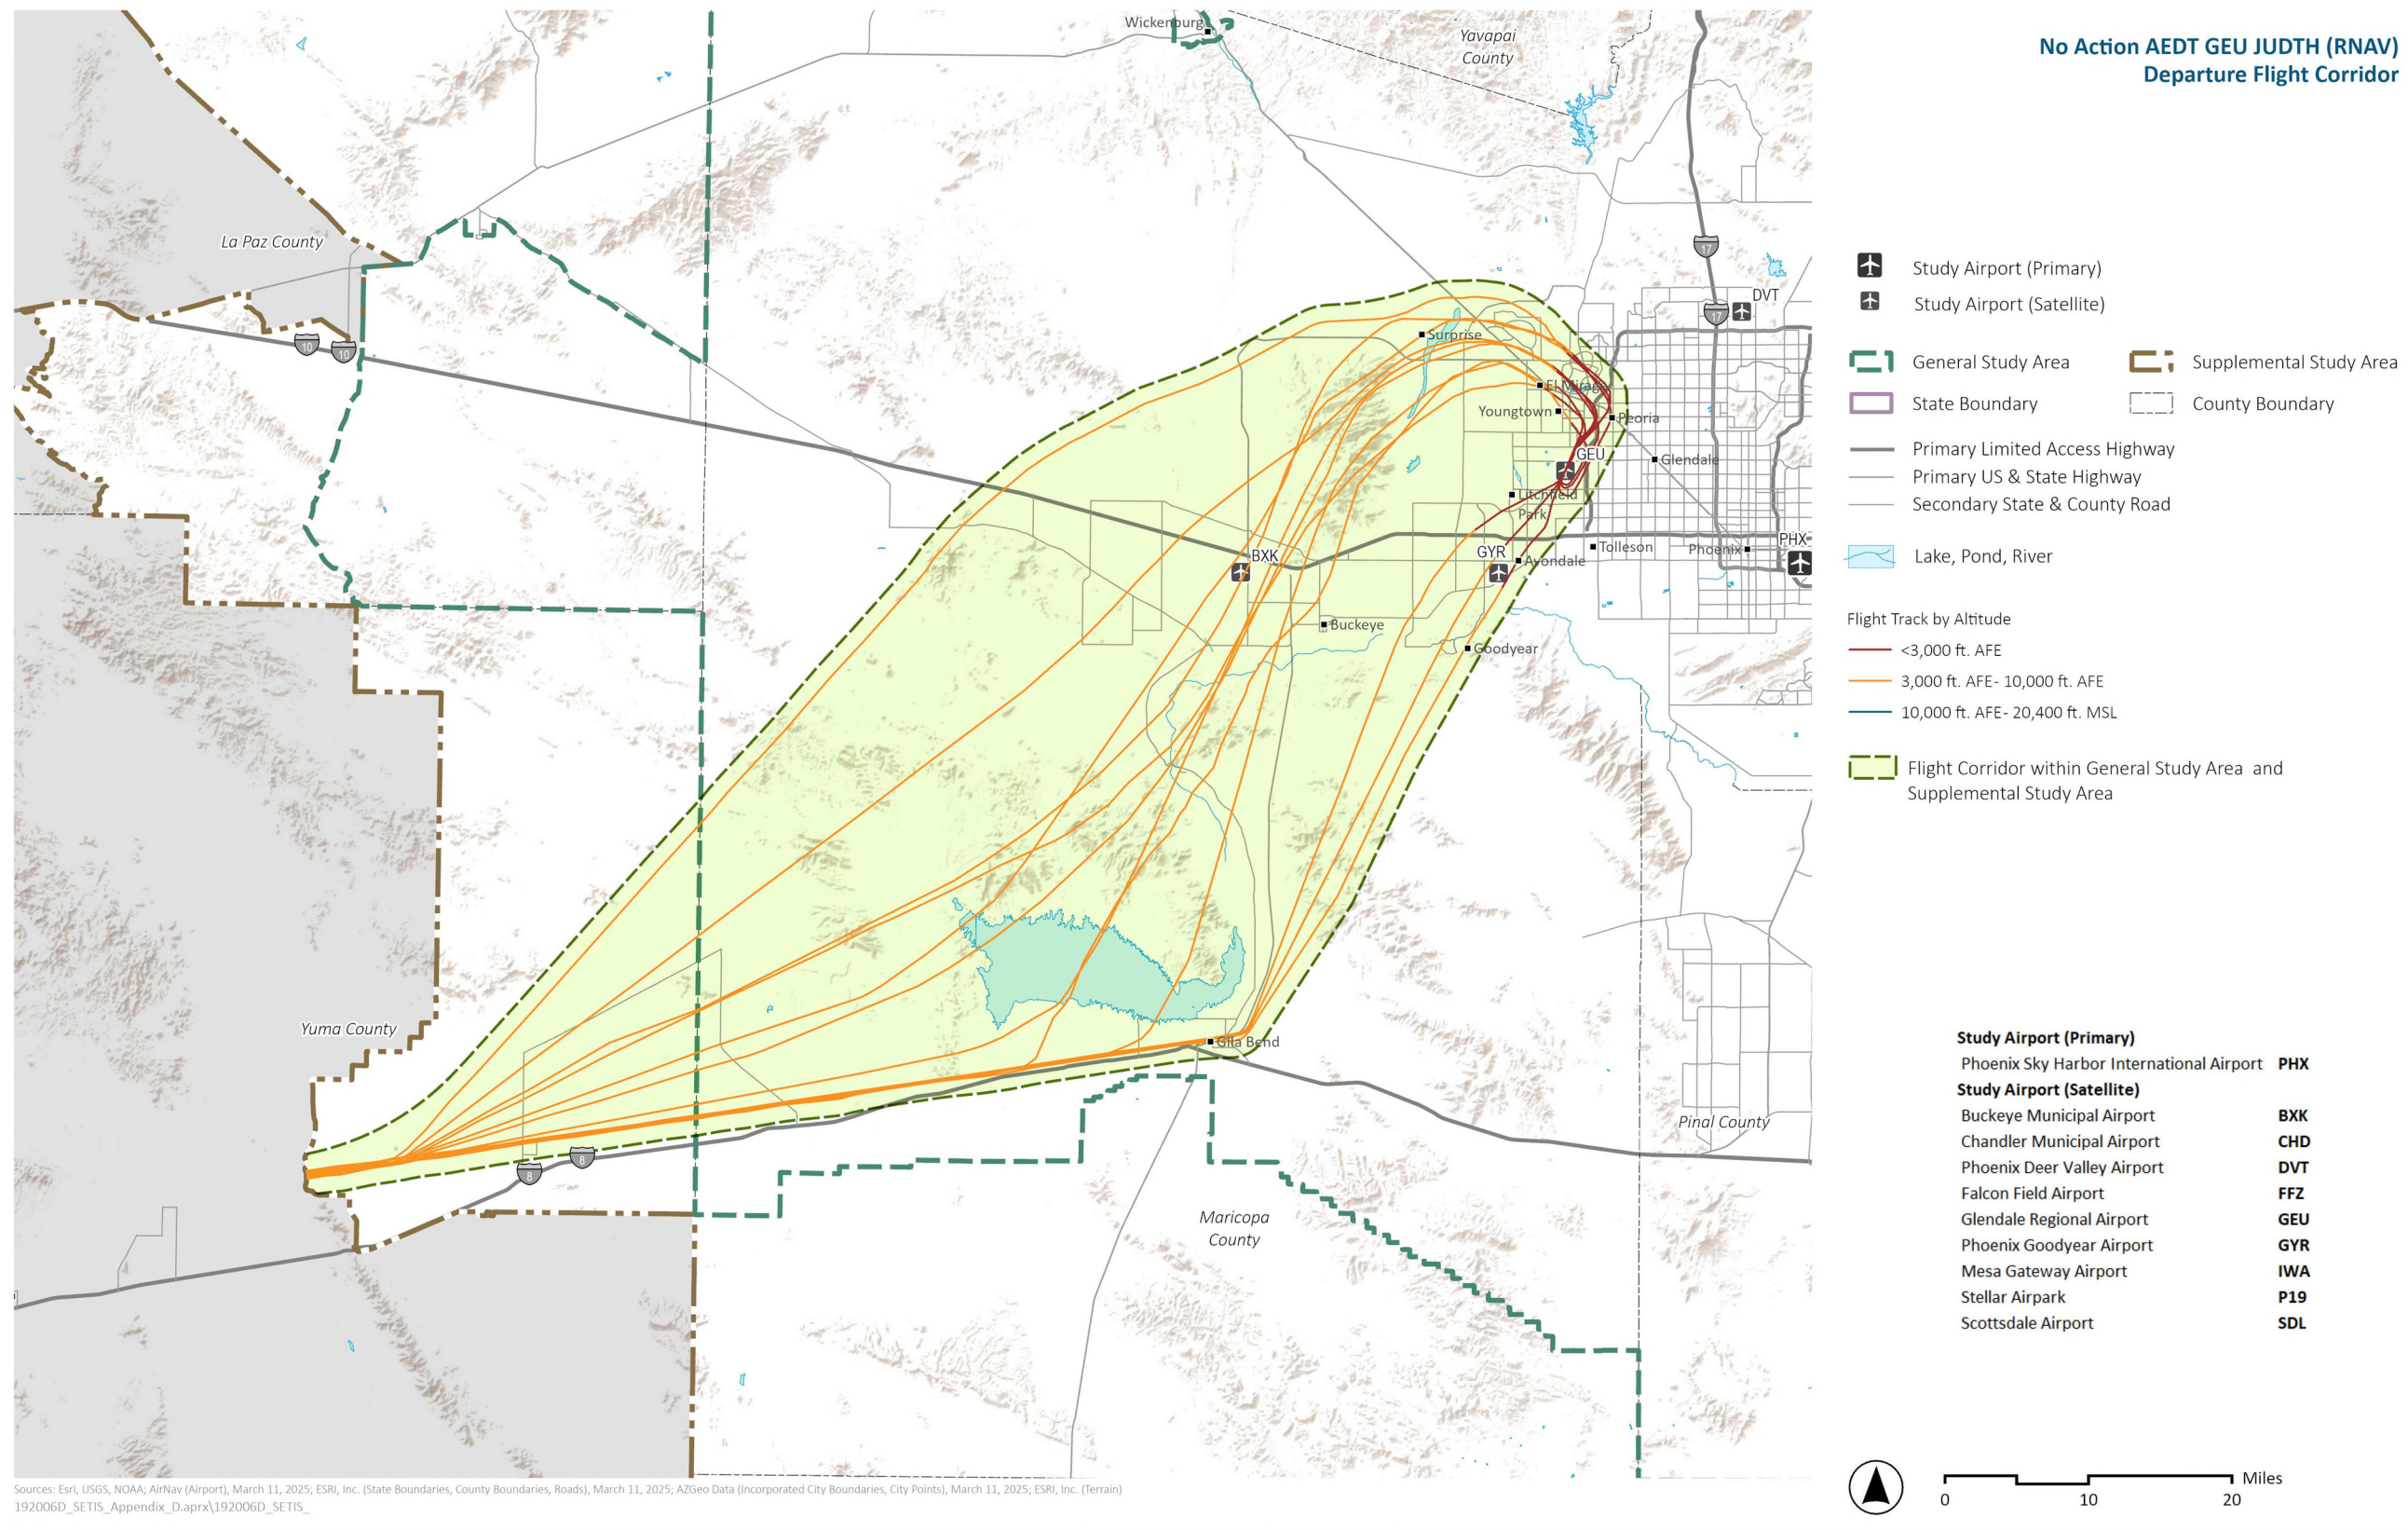 No Action AEDT GEU JUDTH (RNAV)
Departure Flight Corridor
Wickenburg
Yavapai
County
La Paz County
17
10
10
17
DVT
Surprise
El Mirage
Youngtown
Peoria
GEU
Glendale
Litchfield
Park
BXK
GYR
Avondale
Tolleson
Phoenix
PHX
Buckeye
Goodyear
Yuma County
Gila Bend
8
8
Pinal County
Maricopa
County
Study Airport (Primary)
Study Airport (Satellite)
General Study Area
Supplemental Study Area
State Boundary
County Boundary
Primary Limited Access Highway
Primary US & State Highway
Secondary State & County Road
Lake, Pond, River
Flight Track by Altitude
<3,000 ft. AFE
3,000 ft. AFE- 10,000 ft. AFE
10,000 ft. AFE- 20,400 ft. MSL
Flight Corridor within General Study Area and
Supplemental Study Area
Study Airport (Primary)
Phoenix Sky Harbor International Airport PHX
Study Airport (Satellite)
Buckeye Municipal Airport BXK
Chandler Municipal Airport CHD
Phoenix Deer Valley Airport DVT
Falcon Field Airport FFZ
Glendale Regional Airport GEU
Phoenix Goodyear Airport GYR
Mesa Gateway Airport IWA
Stellar Airpark P19
Scottsdale Airport SDL
Miles
0 10 20
Sources: Esri, USGS, NOAA; AirNav (Airport), March 11, 2025; ESRI, Inc. (State Boundaries, County Boundaries, Roads), March 11, 2025; AZGeo Data (Incorporated City Boundaries, City Points), March 11, 2025; ESRI, Inc. (Terrain)
192006D_SETIS_Appendix_D.aprx\192006D_SETIS_